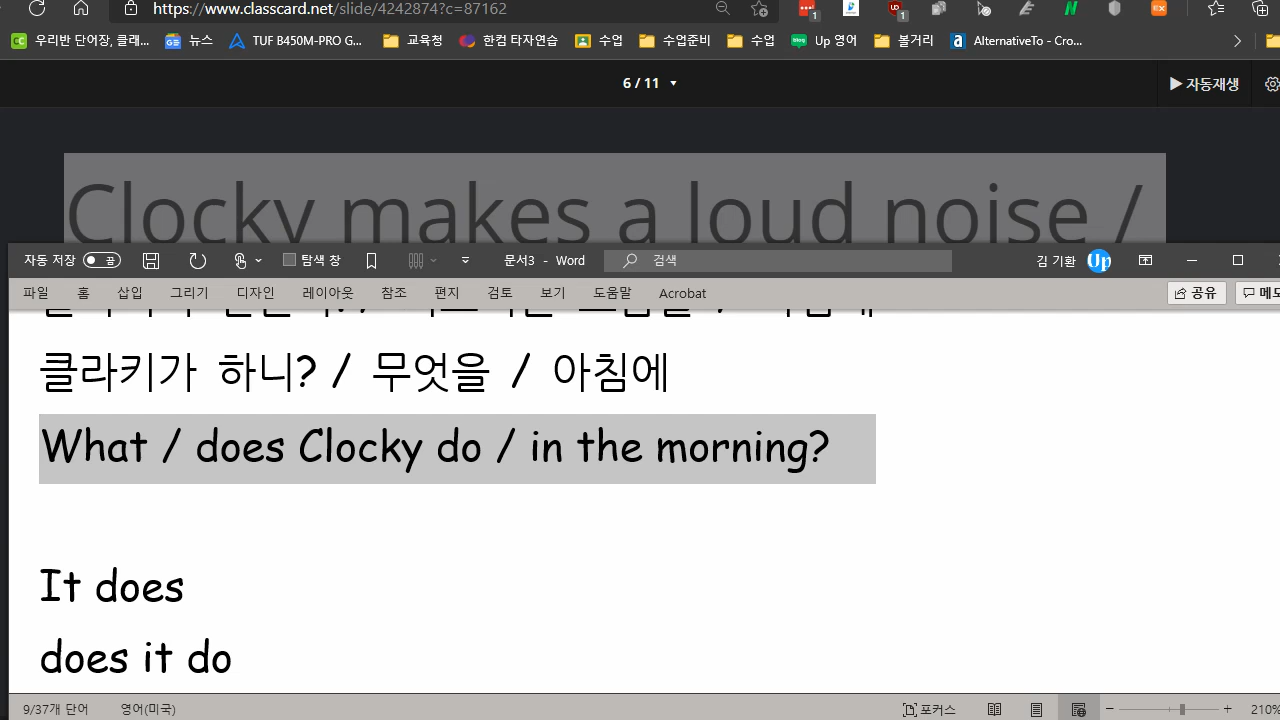 https://www.classcard.net/slide/4242874?c=87162
1
1
EX
CC 우리반 단어장, 클래...
뉴스
TUF B450M-PRO G...
교육청
한컴 타자연습
수업
수업준비
수업
blog Up 영어
볼거리
a AlternativeTo - Cro...
6 / 11
자동재생
Clocky makes a loud noise /
자동 저장
탐색 창
문서3 - Word
검색
김 기환
Up
파일 홈 삽입 그리기 디자인 레이아웃 참조 편지 검토 보기 도움말 Acrobat
공유
클라키가 하니? / 무엇을 / 아침에
What / does Clocky do / in the morning?
It does
does it do
9/37개 단어
영어(미국)
포커스
210%